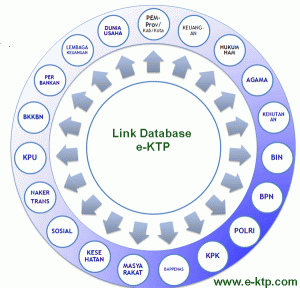 PEM-
Prov/
Kab/Kota
KEUANG-
AN
HUKUM
HAM
AGAMA
KEHUTAN
AN
BIN
BPN
POLRI
KPK
BAPPENAS
MASYA
RAKAT
KESE
HATAN
SOSIAL
NAKER
TRANS
KPU
BKKBN
PER
BANKAN
LEMBAGA
KEUANGAN
DUNIA
USAHA
Link Database
e-KTP
www.e-ktp.com